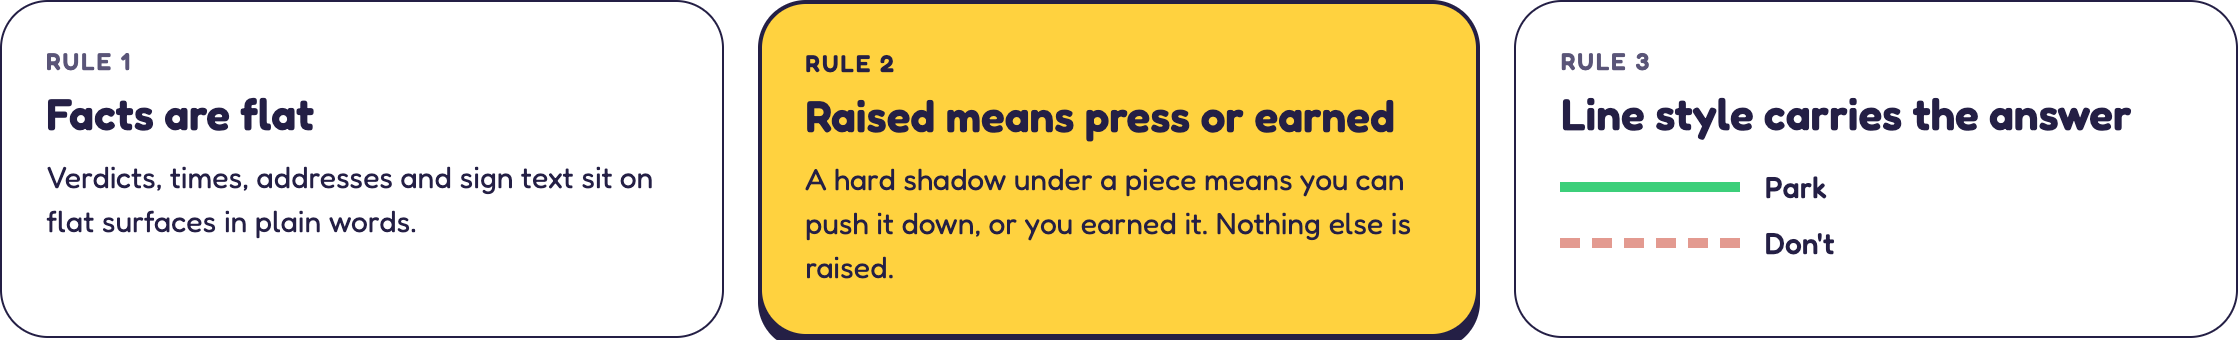 RULE 1
Facts are flat
Verdicts, times, addresses and sign text sit on
flat surfaces in plain words.
RULE 2
Raised means press or earned
A hard shadow under a piece means you can
push it down, or you earned it. Nothing else is
raised.
RULE 3
Line style carries the answer
Park
Don't